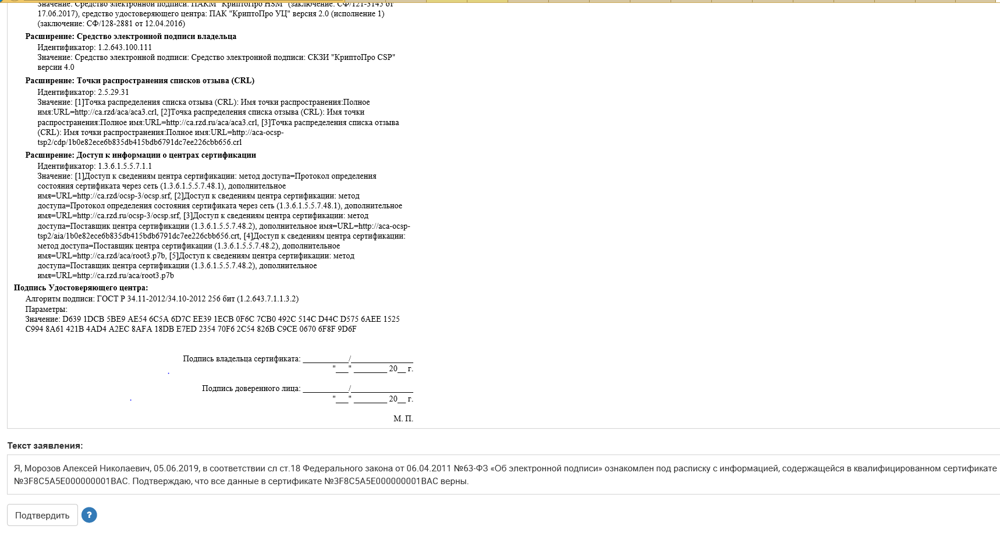 Значение: Средство электронной подписи: ПАКМ "КриптоПро HSM" (заключение: СФ/121-3145 от
17.06.2017), средство удостоверяющего центра: ПАК "КриптоПро УЦ" версия 2.0 (исполнение 1)
(заключение: СФ/128-2881 от 12.04.2016)
Расширение: Средство электронной подписи владельца
Идентификатор: 1.2.643.100.111
Значение: Средство электронной подписи: Средство электронной подписи: СКЗИ "КриптоПро CSP"
версии 4.0
Расширение: Точки распространения списков отзыва (CRL)
Идентификатор: 2.5.29.31
Значение: [1]Точка распределения списка отзыва (CRL): Имя точки распространения:Полное
имя:URL=http://ca.rzd/aca/aca3.crl, [2]Точка распределения списка отзыва (CRL): Имя точки
распространения:Полное имя:URL=http://ca.rzd.ru/aca/aca3.crl, [3]Точка распределения списка отзыва
(CRL): Имя точки распространения:Полное имя:URL=http://aca-ocsp-
tsp2/cdp/1b0e82ece6b835db415bdb6791dc7ee226cbb656.crl
Расширение: Доступ к информации о центрах сертификации
Идентификатор: 1.3.6.1.5.5.7.1.1
Значение: [1]Доступ к сведениям центра сертификации: метод доступа=Протокол определения
состояния сертификата через сеть (1.3.6.1.5.5.7.48.1), дополнительное
имя=URL=http://ca.rzd/ocsp-3/ocsp.srf, [2]Доступ к сведениям центра сертификации: метод
доступа=Протокол определения состояния сертификата через сеть (1.3.6.1.5.5.7.48.1), дополнительное
имя=URL=http://ca.rzd.ru/ocsp-3/ocsp.srf, [3]Доступ к сведениям центра сертификации: метод
доступа=Поставщик центра сертификации (1.3.6.1.5.5.7.48.2), дополнительное имя=URL=http://aca-ocsp-
tsp2/aia/1b0e82ece6b835db415bdb6791dc7ee226cbb656.crt, [4]Доступ к сведениям центра сертификации:
метод доступа=Поставщик центра сертификации (1.3.6.1.5.5.7.48.2), дополнительное
имя=URL=http://ca.rzd/aca/root3.p7b, [5]Доступ к сведениям центра сертификации: метод
доступа=Поставщик центра сертификации (1.3.6.1.5.5.7.48.2), дополнительное
имя=URL=http://ca.rzd.ru/aca/root3.p7b
Подпись Удостоверяющего центра:
Алгоритм подписи: ГОСТ Р 34.11-2012/34.10-2012 256 бит (1.2.643.7.1.1.3.2)
Параметры:
Значение: D639 1DCB 5BE9 AE54 6C5A 6D7C EE39 1ECB 0F6C 7CB0 492C 514C D44C D575 6AEE 1525
C994 8A61 421B 4AD4 A2EC 8AFA 18DB E7ED 2354 70F6 2C54 826B C9CE 0670 6F8F 9D6F
Подпись владельца сертификата: ___________/_______________
"___" ________ 20__ г.
Подпись доверенного лица: ___________/_______________
"___" ________ 20__ г.
М. П.
Текст заявления:
Я, Морозов Алексей Николаевич, 05.06.2019, в соответствии сл ст.18 Федерального закона от 06.04.2011 №63-ФЗ «Об электронной подписи» ознакомлен под расписку с информацией, содержащейся в квалифицированном сертификате
№3F8C5A5E000000001BAC. Подтверждаю, что все данные в сертификате №3F8C5A5E000000001BAC верны.
Подтвердить ?